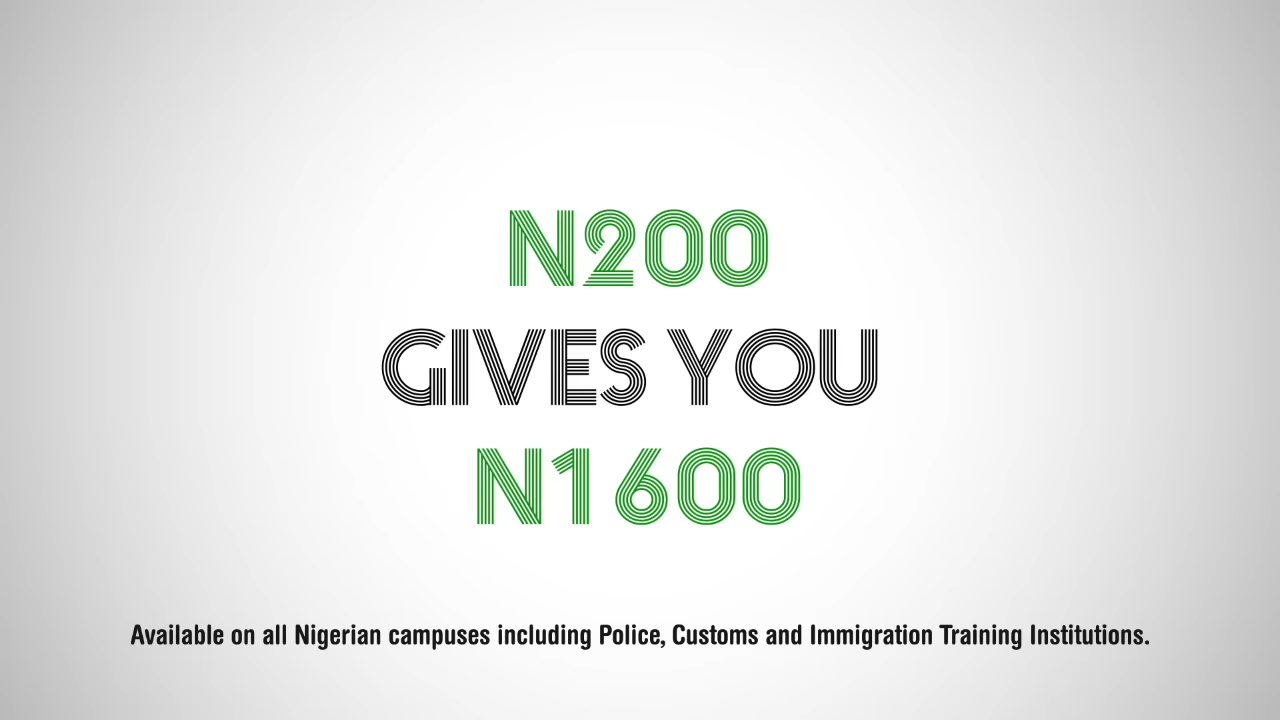 N200
GIVES YOU
N1600
Available on all Nigerian campuses including Police, Customs and Immigration Training Institutions.